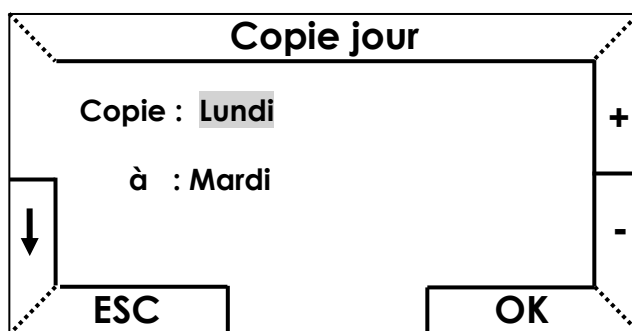 Copie jour
Copie : Lundi
+
à : Mardi
-
ESC
OK